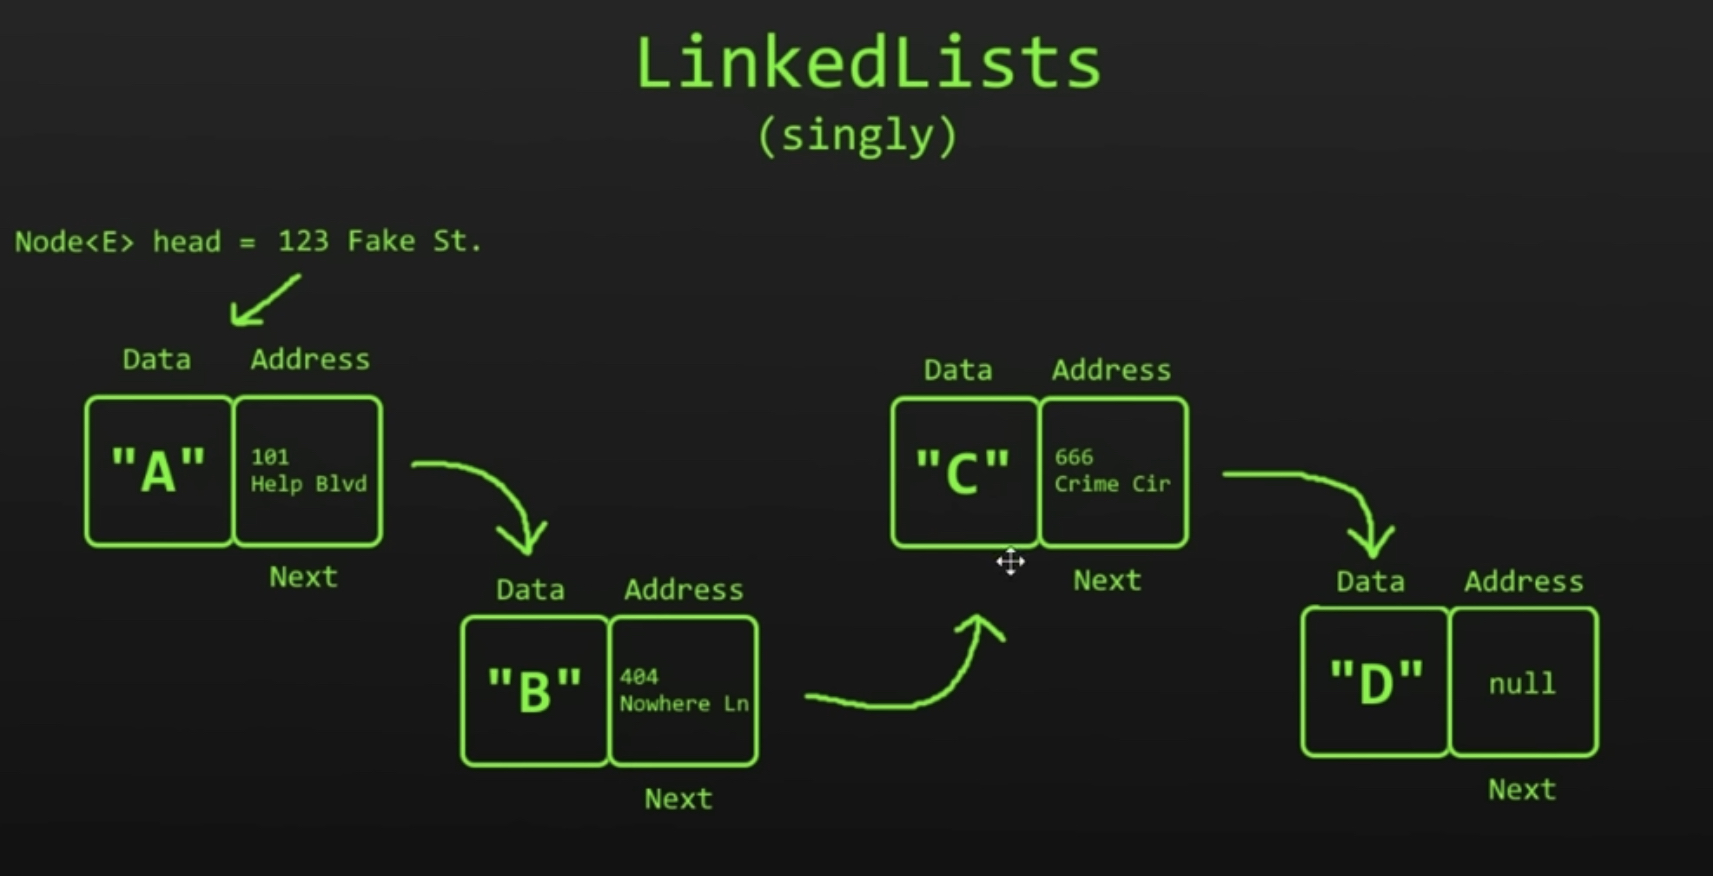 LinkedLists
(singly)
Node<E> head = 123 Fake St.
Data Address
"A"
101
Help Blvd
Next
Data Address
"B"
404
Nowhere Ln
Next
Data Address
"C"
666
Crime Cir
Next
Data Address
"D"
null
Next